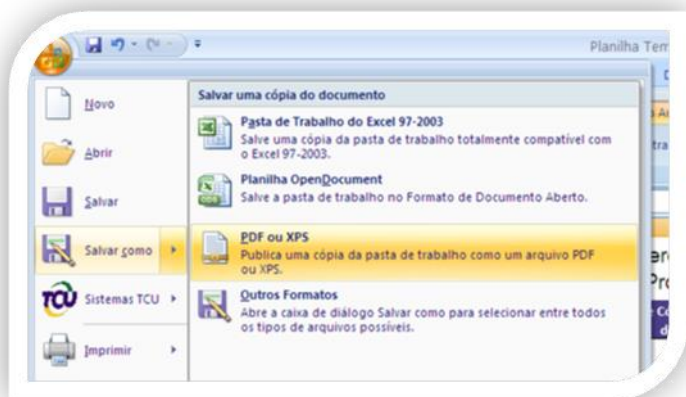 Planilha Tem
Novo
Abrir
Salvar
Salvar como
TCU Sistemas TCU
Imprimir
Salvar uma cópia do documento
Pasta de Trabalho do Excel 97-2003
Salve uma cópia da pasta de trabalho totalmente compatível com
o Excel 97-2003.
Planilha OpenDocument
Salve a pasta de trabalho no Formato de Documento Aberto.
PDF ou XPS
Publica uma cópia da pasta de trabalho como um arquivo PDF
ou XPS.
Outros Formatos
Abre a caixa de diálogo Salvar como para selecionar entre todos
os tipos de arquivos possíveis.